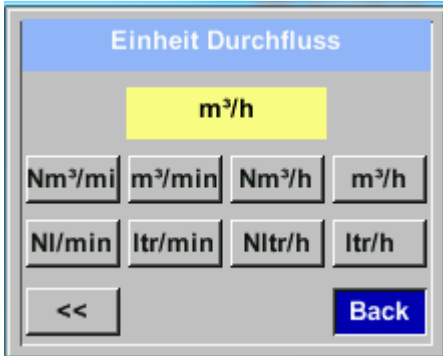 Einheit Durchfluss
m³/h
Nm³/mi m³/min Nm³/h m³/h
Nl/min ltr/min Nltr/h ltr/h
<< Back